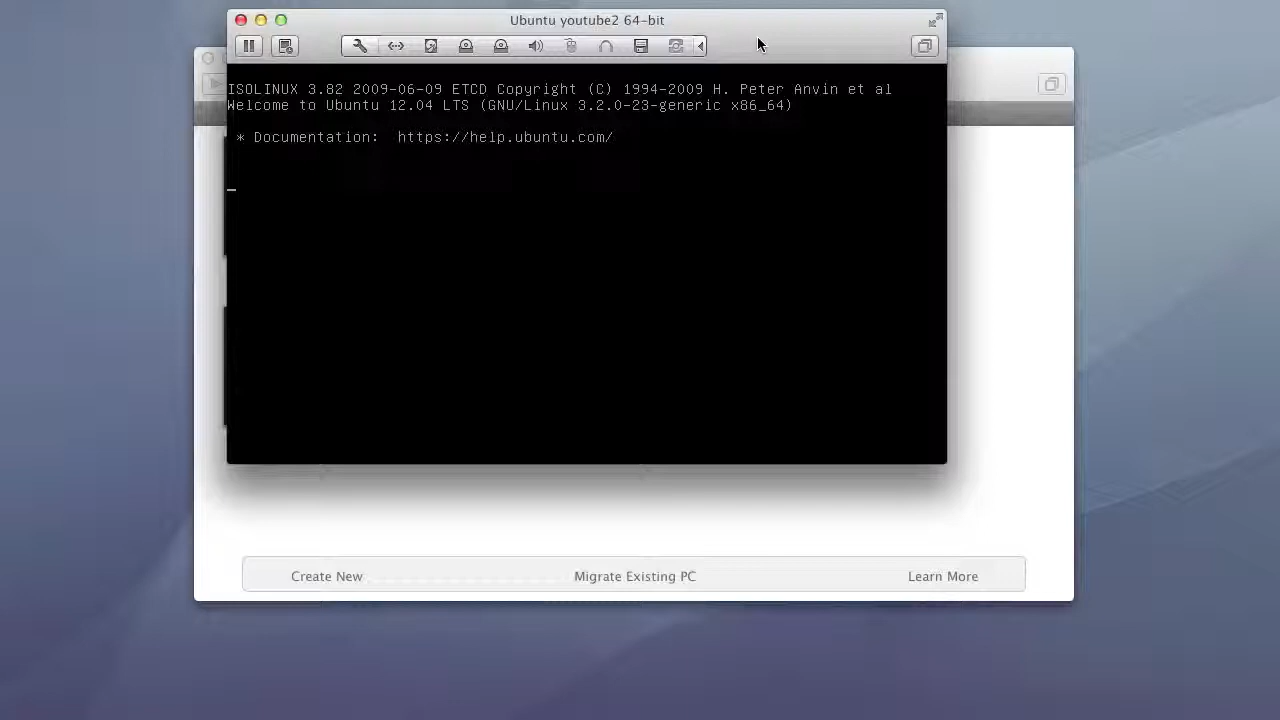 Ubuntu youtube2 64-bit
ISOLINUX 3.82 2009-06-09 ETCD Copyright (C) 1994-2009 H. Peter Anvin et al
Welcome to Ubuntu 12.04 LTS (GNU/Linux 3.2.0-23-generic x86_64)
* Documentation:  https://help.ubuntu.com/
Create New
Migrate Existing PC
Learn More